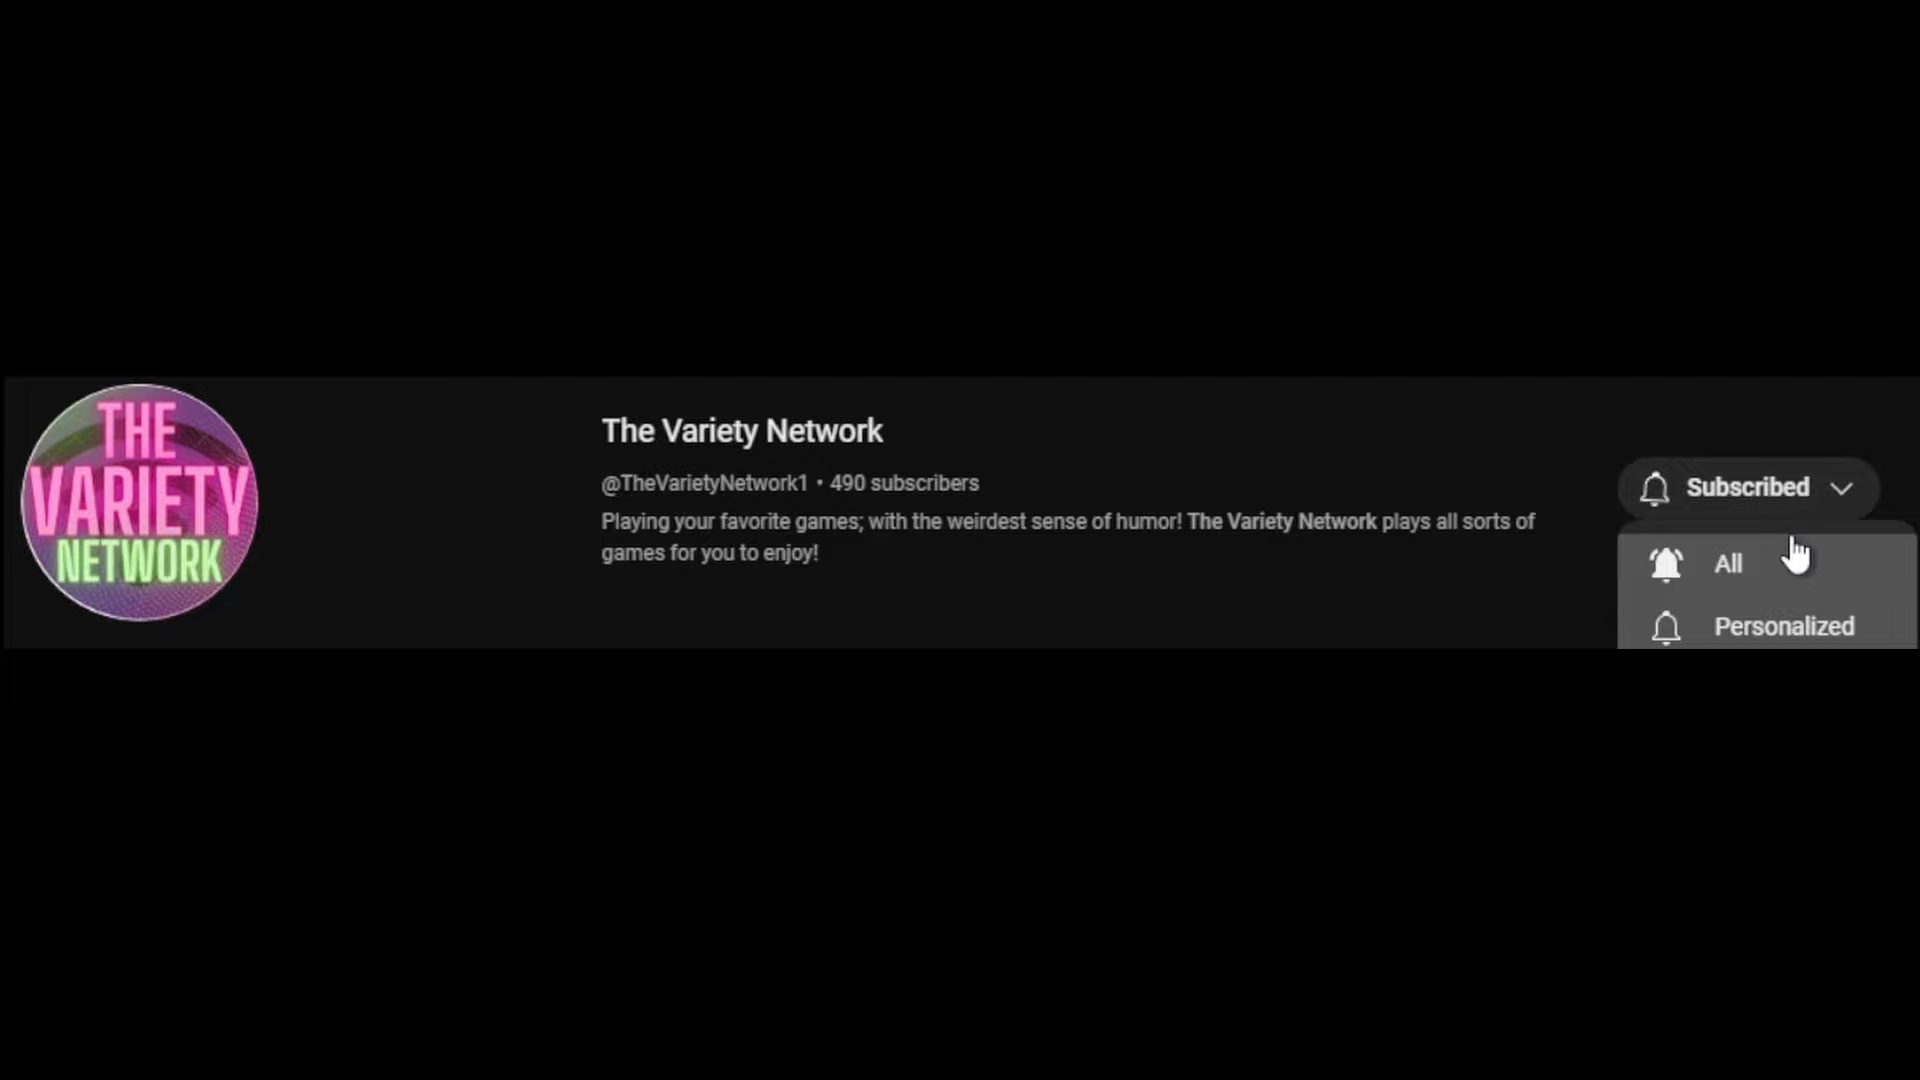 THE
VARIETY
NETWORK
The Variety Network
@TheVarietyNetwork1 • 490 subscribers
Playing your favorite games; with the weirdest sense of humor! The Variety Network plays all sorts of
games for you to enjoy!
Subscribed
All
Personalized